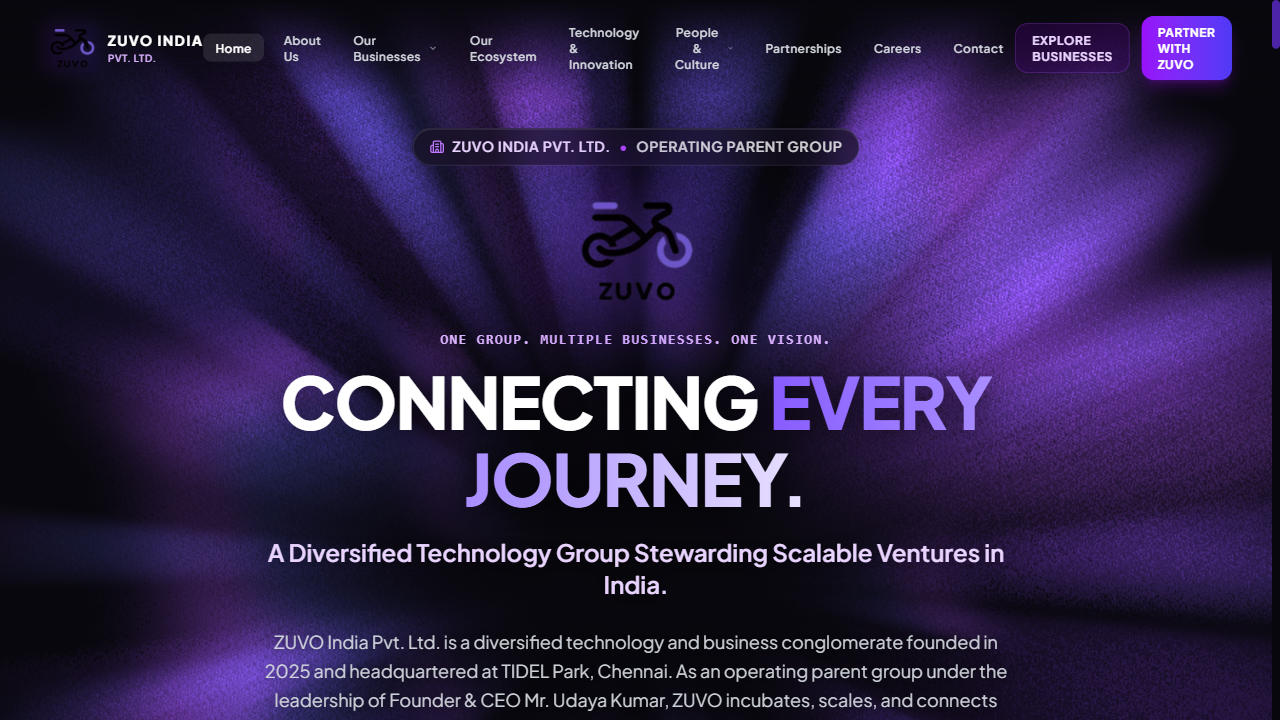 ZUVO
ZUVO INDIA
PVT. LTD.
Home
About
Us
Our
Businesses
Our
Ecosystem
Technology
&
Innovation
People
&
Culture
Partnerships
Careers
Contact
EXPLORE
BUSINESSES
PARTNER
WITH
ZUVO
ZUVO INDIA PVT. LTD. • OPERATING PARENT GROUP
ZUVO
ONE GROUP. MULTIPLE BUSINESSES. ONE VISION.
CONNECTING EVERY
JOURNEY.
A Diversified Technology Group Stewarding Scalable Ventures in
India.
ZUVO India Pvt. Ltd. is a diversified technology and business conglomerate founded in
2025 and headquartered at TIDEL Park, Chennai. As an operating parent group under the
leadership of Founder & CEO Mr. Udaya Kumar, ZUVO incubates, scales, and connects